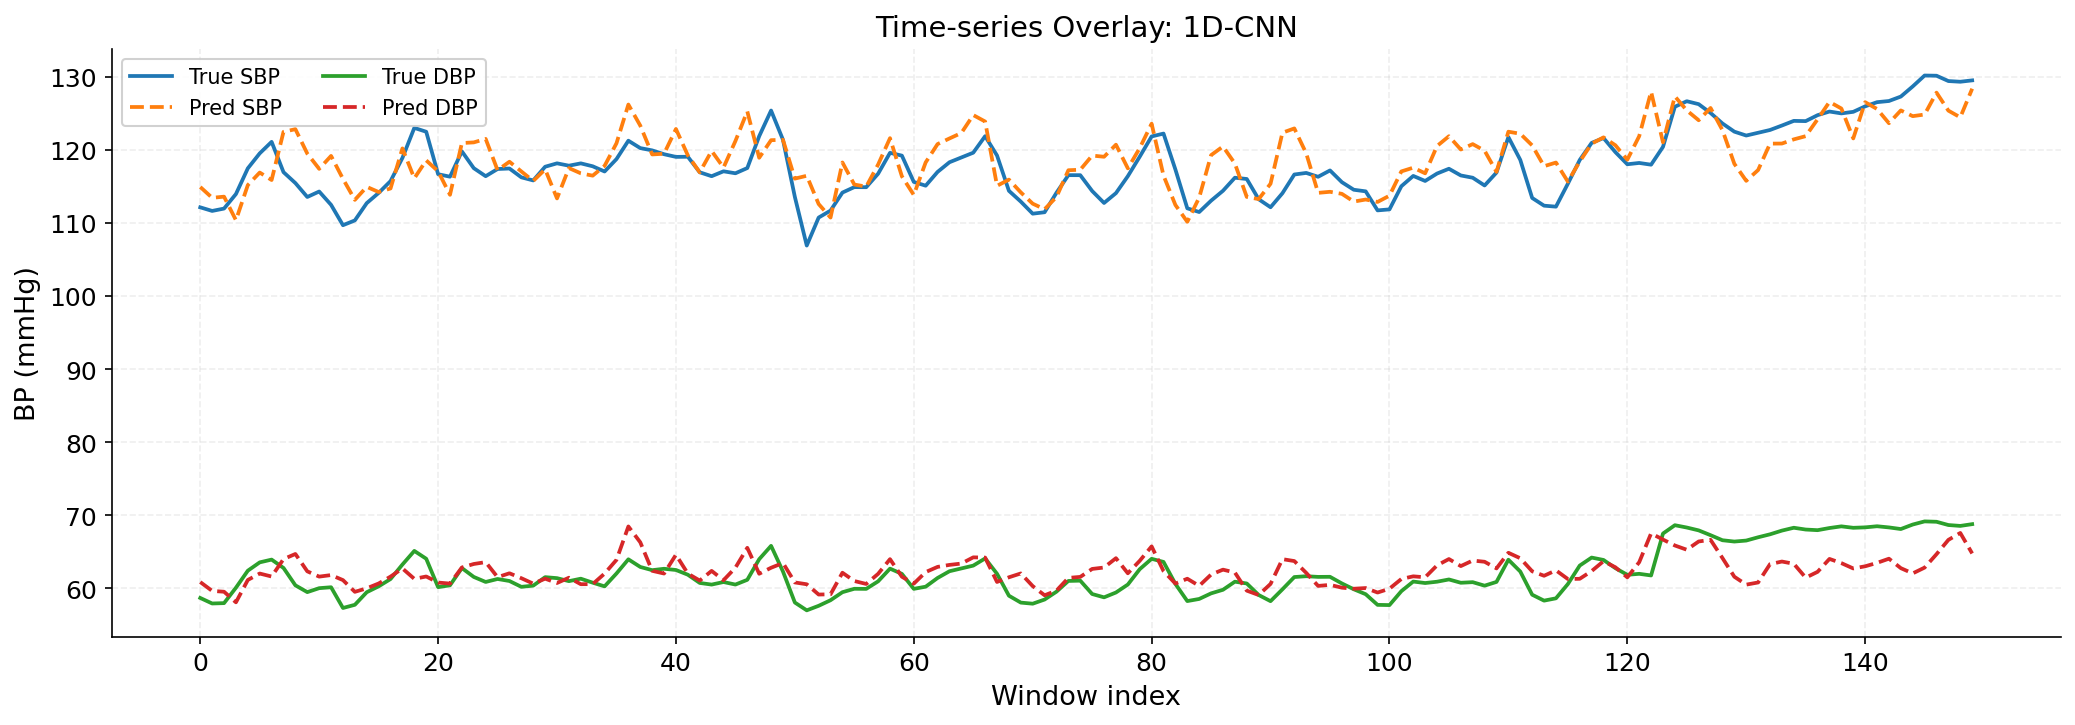 Time-series Overlay: 1D-CNN
True SBP True DBP
Pred SBP Pred DBP
130
120
110
100
90
80
70
60
BP (mmHg)
0 20 40 60 80 100 120 140
Window index